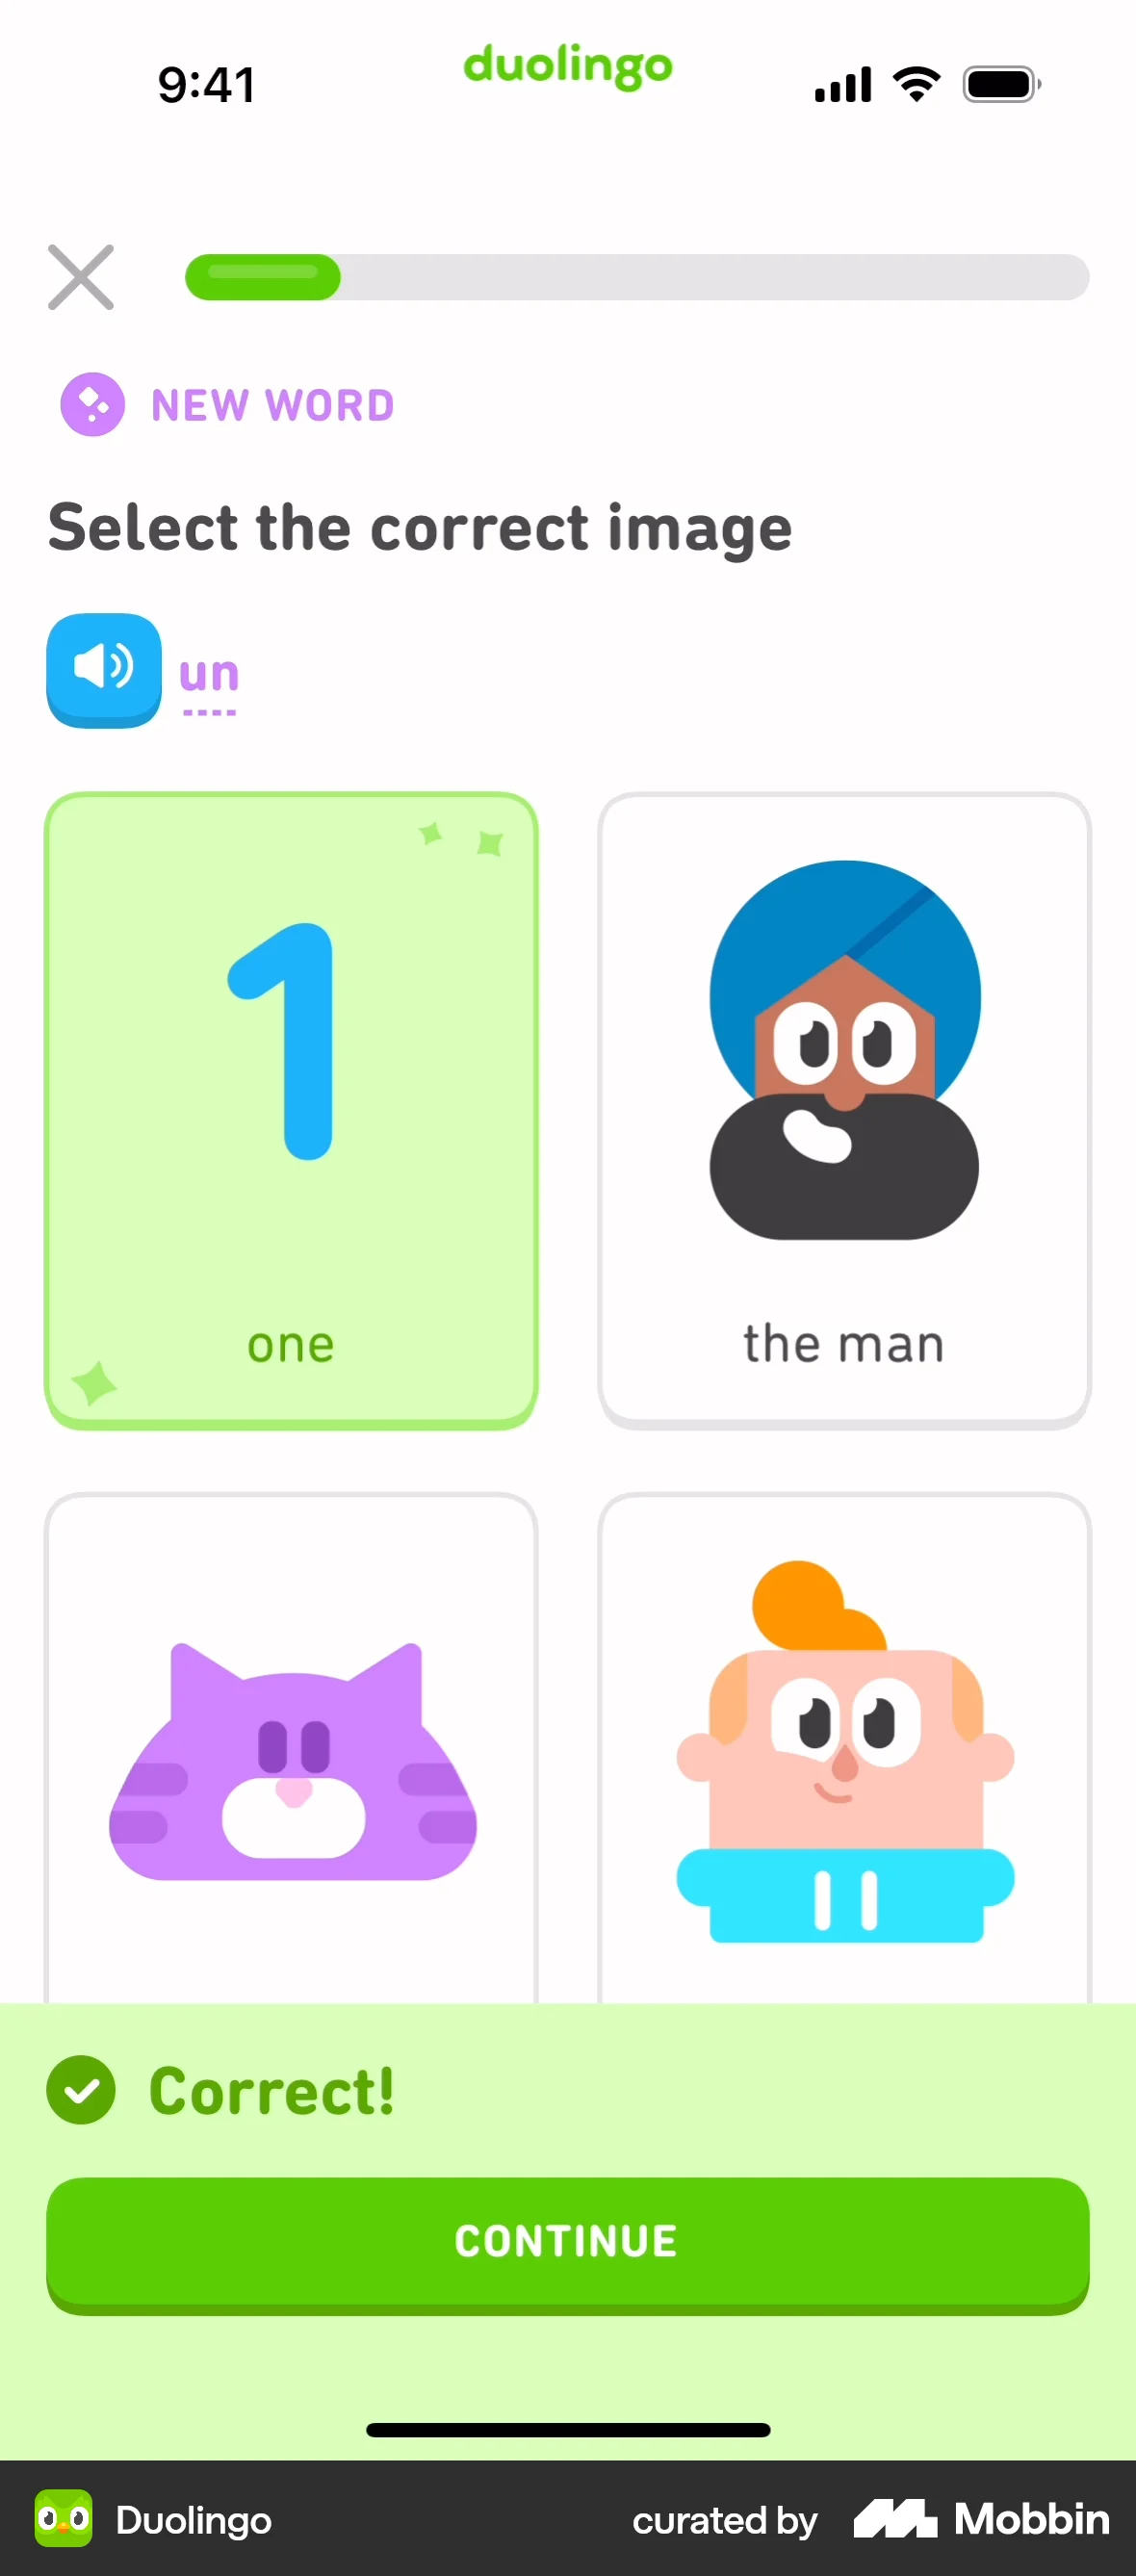 9:41
duolingo
NEW WORD
Select the correct image
un
1
one
the man
Correct!
CONTINUE
Duolingo
curated by Mobbin